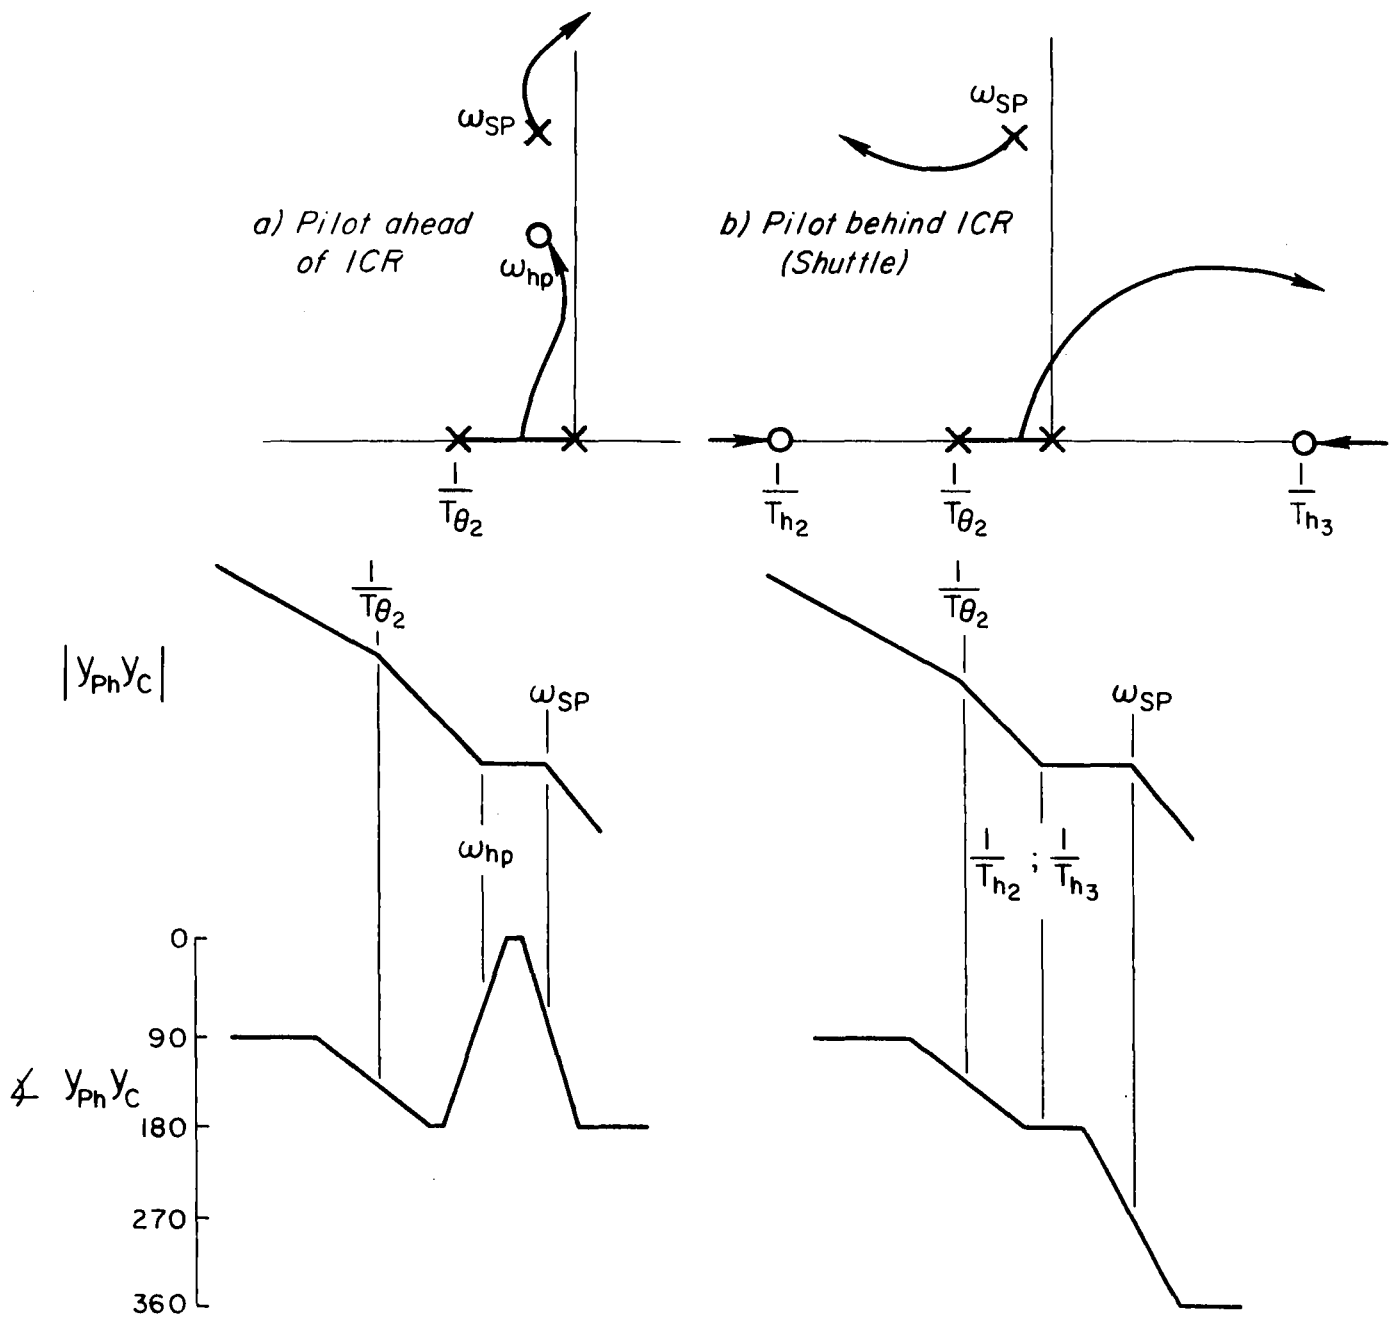 ωSP
ωSP
a) Pilot ahead
of ICR
b) Pilot behind ICR
(Shuttle)
ωhp
1/Tθ2
1/Th2
1/Tθ2
1/Th3
1/Tθ2
1/Tθ2
|YPhYC|
ωSP
ωSP
ωhp
1/Th2 ; 1/Th3
0
90
∡ YPhYC
180
270
360